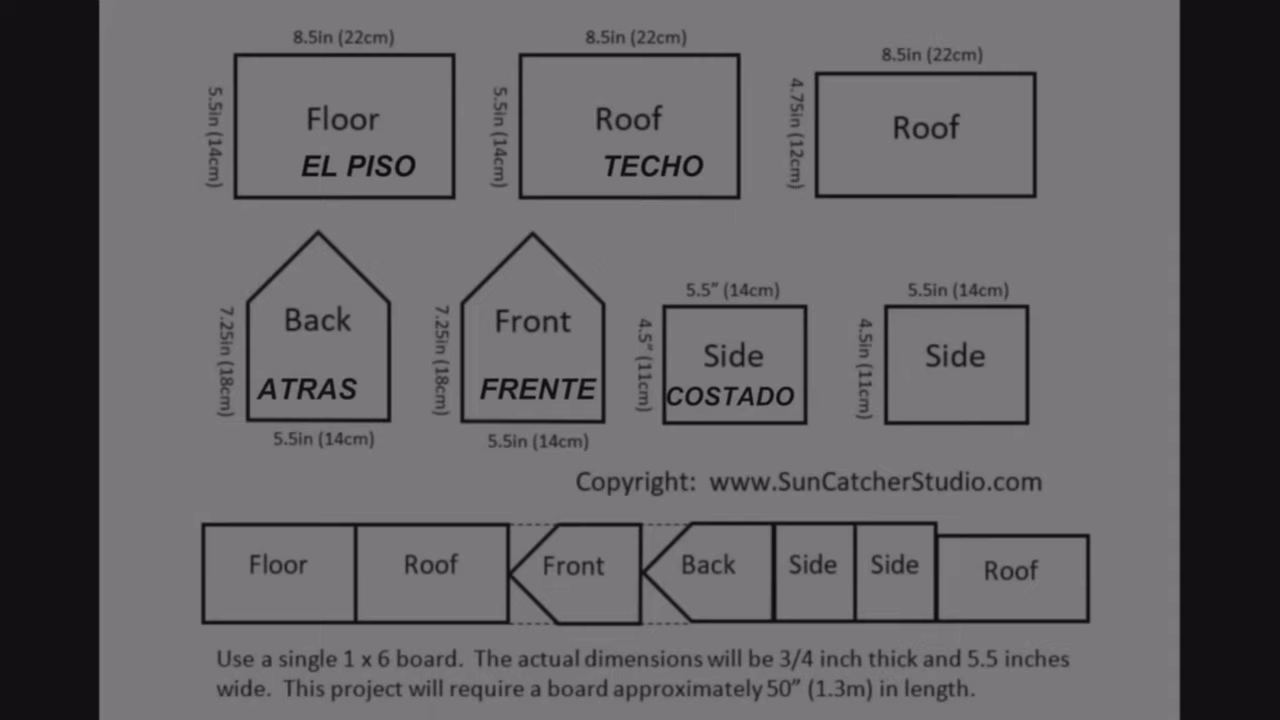 8.5in (22cm)
8.5in (22cm)
8.5in (22cm)
5.5in (14cm)
Floor
EL PISO
5.5in (14cm)
Roof
TECHO
4.75in (12cm)
Roof
7.25in (18cm)
Back
ATRAS
5.5in (14cm)
7.25in (18cm)
Front
FRENTE
5.5in (14cm)
5.5” (14cm)
4.5” (11cm)
Side
COSTADO
5.5in (14cm)
4.5in (11cm)
Side
Copyright: www.SunCatcherStudio.com
Floor Roof Front Back Side Side Roof
Use a single 1 x 6 board. The actual dimensions will be 3/4 inch thick and 5.5 inches
wide. This project will require a board approximately 50” (1.3m) in length.